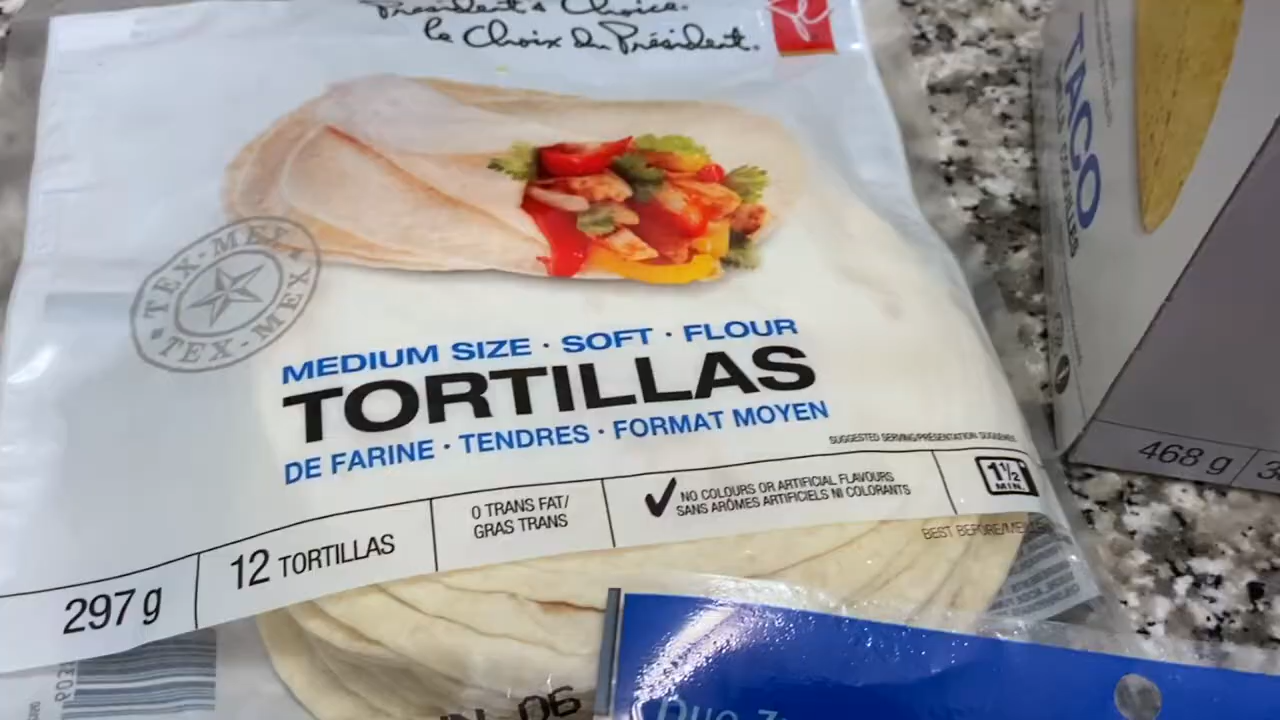 President's Choice.
le Choix du Président.
TEX-MEX
TEX-MEX
MEDIUM SIZE · SOFT · FLOUR
TORTILLAS
DE FARINE · TENDRES · FORMAT MOYEN
SUGGESTED SERVING/PRÉSENTATION SUGGÉRÉE
297 g
12 TORTILLAS
0 TRANS FAT/
GRAS TRANS
NO COLOURS OR ARTIFICIAL FLAVOURS
SANS ARÔMES ARTIFICIELS NI COLORANTS
1½
MIN.
BEST BEFORE/
06
TACO
468 g
Duo